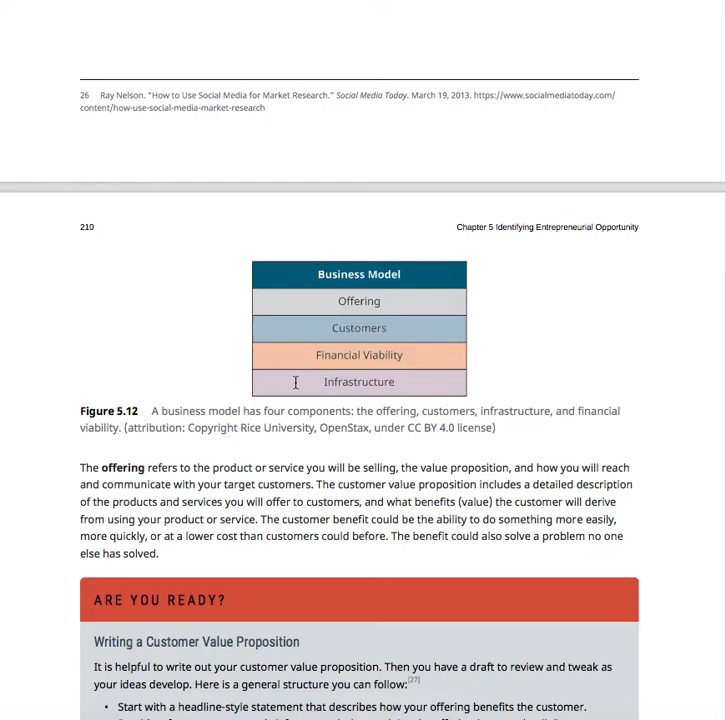 26 Ray Nelson. “How to Use Social Media for Market Research.” Social Media Today. March 19, 2013. https://www.socialmediatoday.com/
content/how-use-social-media-market-research
210 Chapter 5 Identifying Entrepreneurial Opportunity
Business Model
Offering
Customers
Financial Viability
Infrastructure
Figure 5.12 A business model has four components: the offering, customers, infrastructure, and financial
viability. (attribution: Copyright Rice University, OpenStax, under CC BY 4.0 license)
The offering refers to the product or service you will be selling, the value proposition, and how you will reach
and communicate with your target customers. The customer value proposition includes a detailed description
of the products and services you will offer to customers, and what benefits (value) the customer will derive
from using your product or service. The customer benefit could be the ability to do something more easily,
more quickly, or at a lower cost than customers could before. The benefit could also solve a problem no one
else has solved.
ARE YOU READY?
Writing a Customer Value Proposition
It is helpful to write out your customer value proposition. Then you have a draft to review and tweak as
your ideas develop. Here is a general structure you can follow:[27]
• Start with a headline-style statement that describes how your offering benefits the customer.